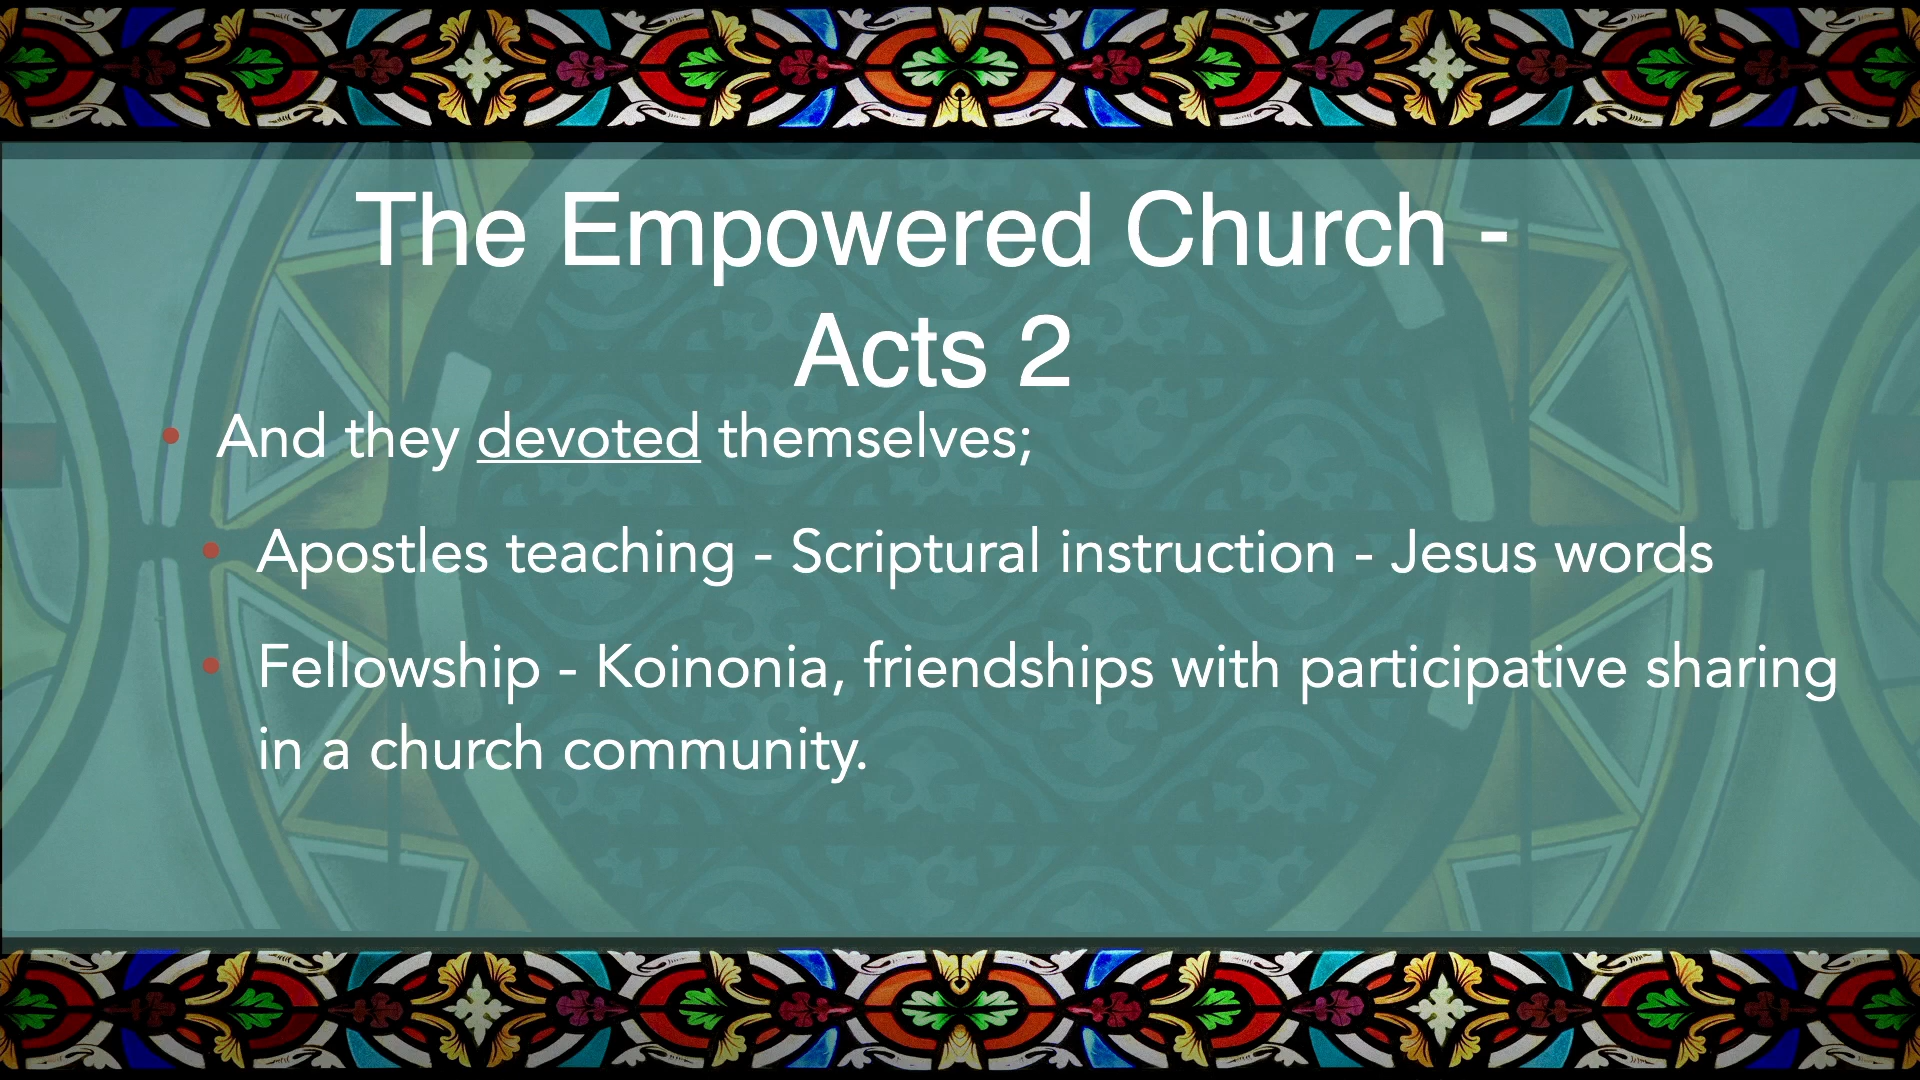 The Empowered Church -
Acts 2
And they devoted themselves;
Apostles teaching - Scriptural instruction - Jesus words
Fellowship - Koinonia, friendships with participative sharing
in a church community.